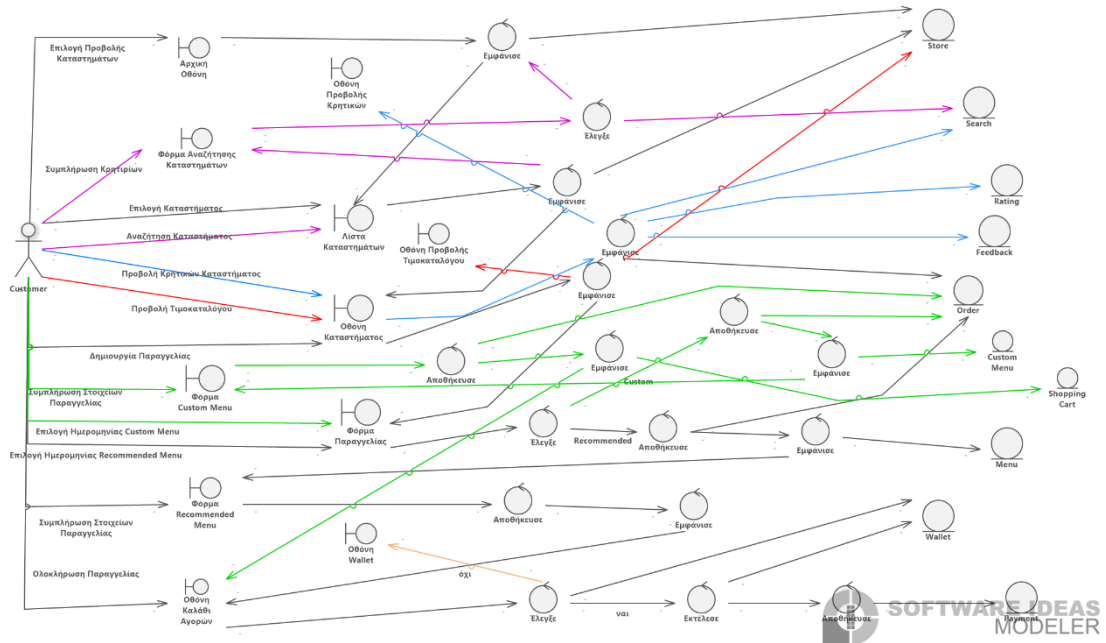 Επιλογή Προβολής
Καταστημάτων
Αρχική
Οθόνη
Εμφάνισε
Store
Οθόνη
Προβολής
Κρητικών
Search
Έλεγξε
Φόρμα Αναζήτησης
Καταστημάτων
Συμπλήρωση Κρητιρίων
Εμφάνισε
Rating
Επιλογή Καταστήματος
Λίστα
Καταστημάτων
Αναζήτηση Καταστήματος
Οθόνη Προβολής
Τιμοκαταλόγου
Εμφάνισε
Feedback
Customer
Προβολή Κρητικών Καταστήματος
Εμφάνισε
Προβολή Τιμοκαταλόγου
Οθόνη
Καταστήματος
Order
Αποθήκευσε
Δημιουργία Παραγγελίας
Αποθήκευσε
Εμφάνισε
Εμφάνισε
Custom
Menu
Custom
Συμπλήρωση Στοιχείων
Παραγγελίας
Φόρμα
Custom Menu
Shopping
Cart
Επιλογή Ημερομηνίας Custom Menu
Φόρμα
Παραγγελίας
Έλεγξε
Recommended
Αποθήκευσε
Εμφάνισε
Menu
Επιλογή Ημερομηνίας Recommended Menu
Φόρμα
Recommended
Menu
Αποθήκευσε
Εμφάνισε
Συμπλήρωση Στοιχείων
Παραγγελίας
Οθόνη
Wallet
Wallet
Ολοκλήρωση Παραγγελίας
όχι
Οθόνη
Καλάθι
Αγορών
Έλεγξε
ναι
Εκτέλεσε
Αποθήκευσε
Payment
SOFTWARE IDEAS
MODELER